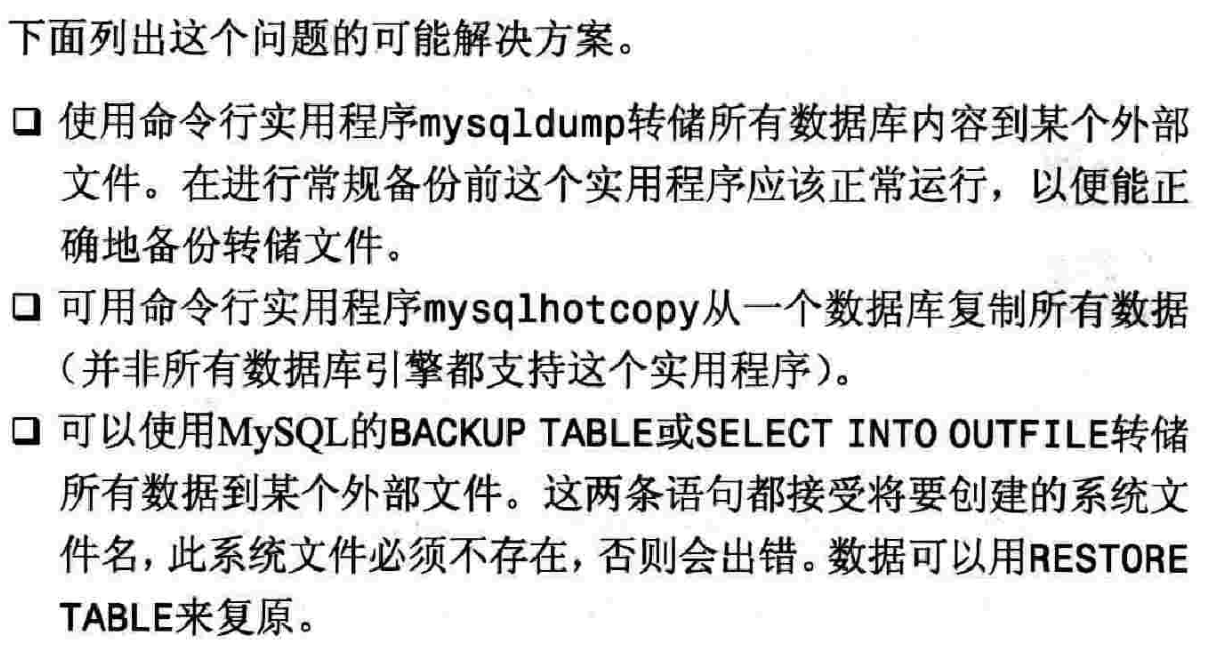 下面列出这个问题的可能解决方案。
❑ 使用命令行实用程序mysqldump转储所有数据库内容到某个外部
文件。在进行常规备份前这个实用程序应该正常运行，以便能正
确地备份转储文件。
❑ 可用命令行实用程序mysqlhotcopy从一个数据库复制所有数据
（并非所有数据库引擎都支持这个实用程序）。
❑ 可以使用MySQL的BACKUP TABLE或SELECT INTO OUTFILE转储
所有数据到某个外部文件。这两条语句都接受将要创建的系统文
件名，此系统文件必须不存在，否则会出错。数据可以用RESTORE
TABLE来复原。